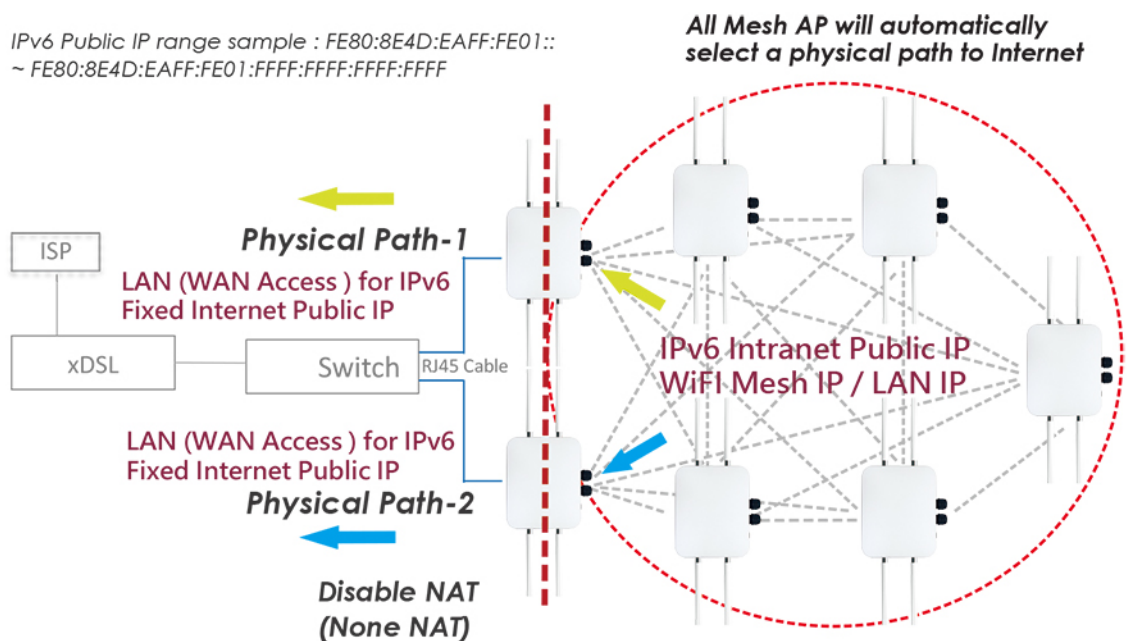 IPv6 Public IP range sample : FE80:8E4D:EAFF:FE01::
~ FE80:8E4D:EAFF:FE01:FFFF:FFFF:FFFF:FFFF
All Mesh AP will automatically
select a physical path to Internet
Physical Path-1
ISP
LAN (WAN Access ) for IPv6
Fixed Internet Public IP
xDSL
Switch
RJ45 Cable
IPv6 Intranet Public IP
WiFI Mesh IP / LAN IP
LAN (WAN Access ) for IPv6
Fixed Internet Public IP
Physical Path-2
Disable NAT
(None NAT)